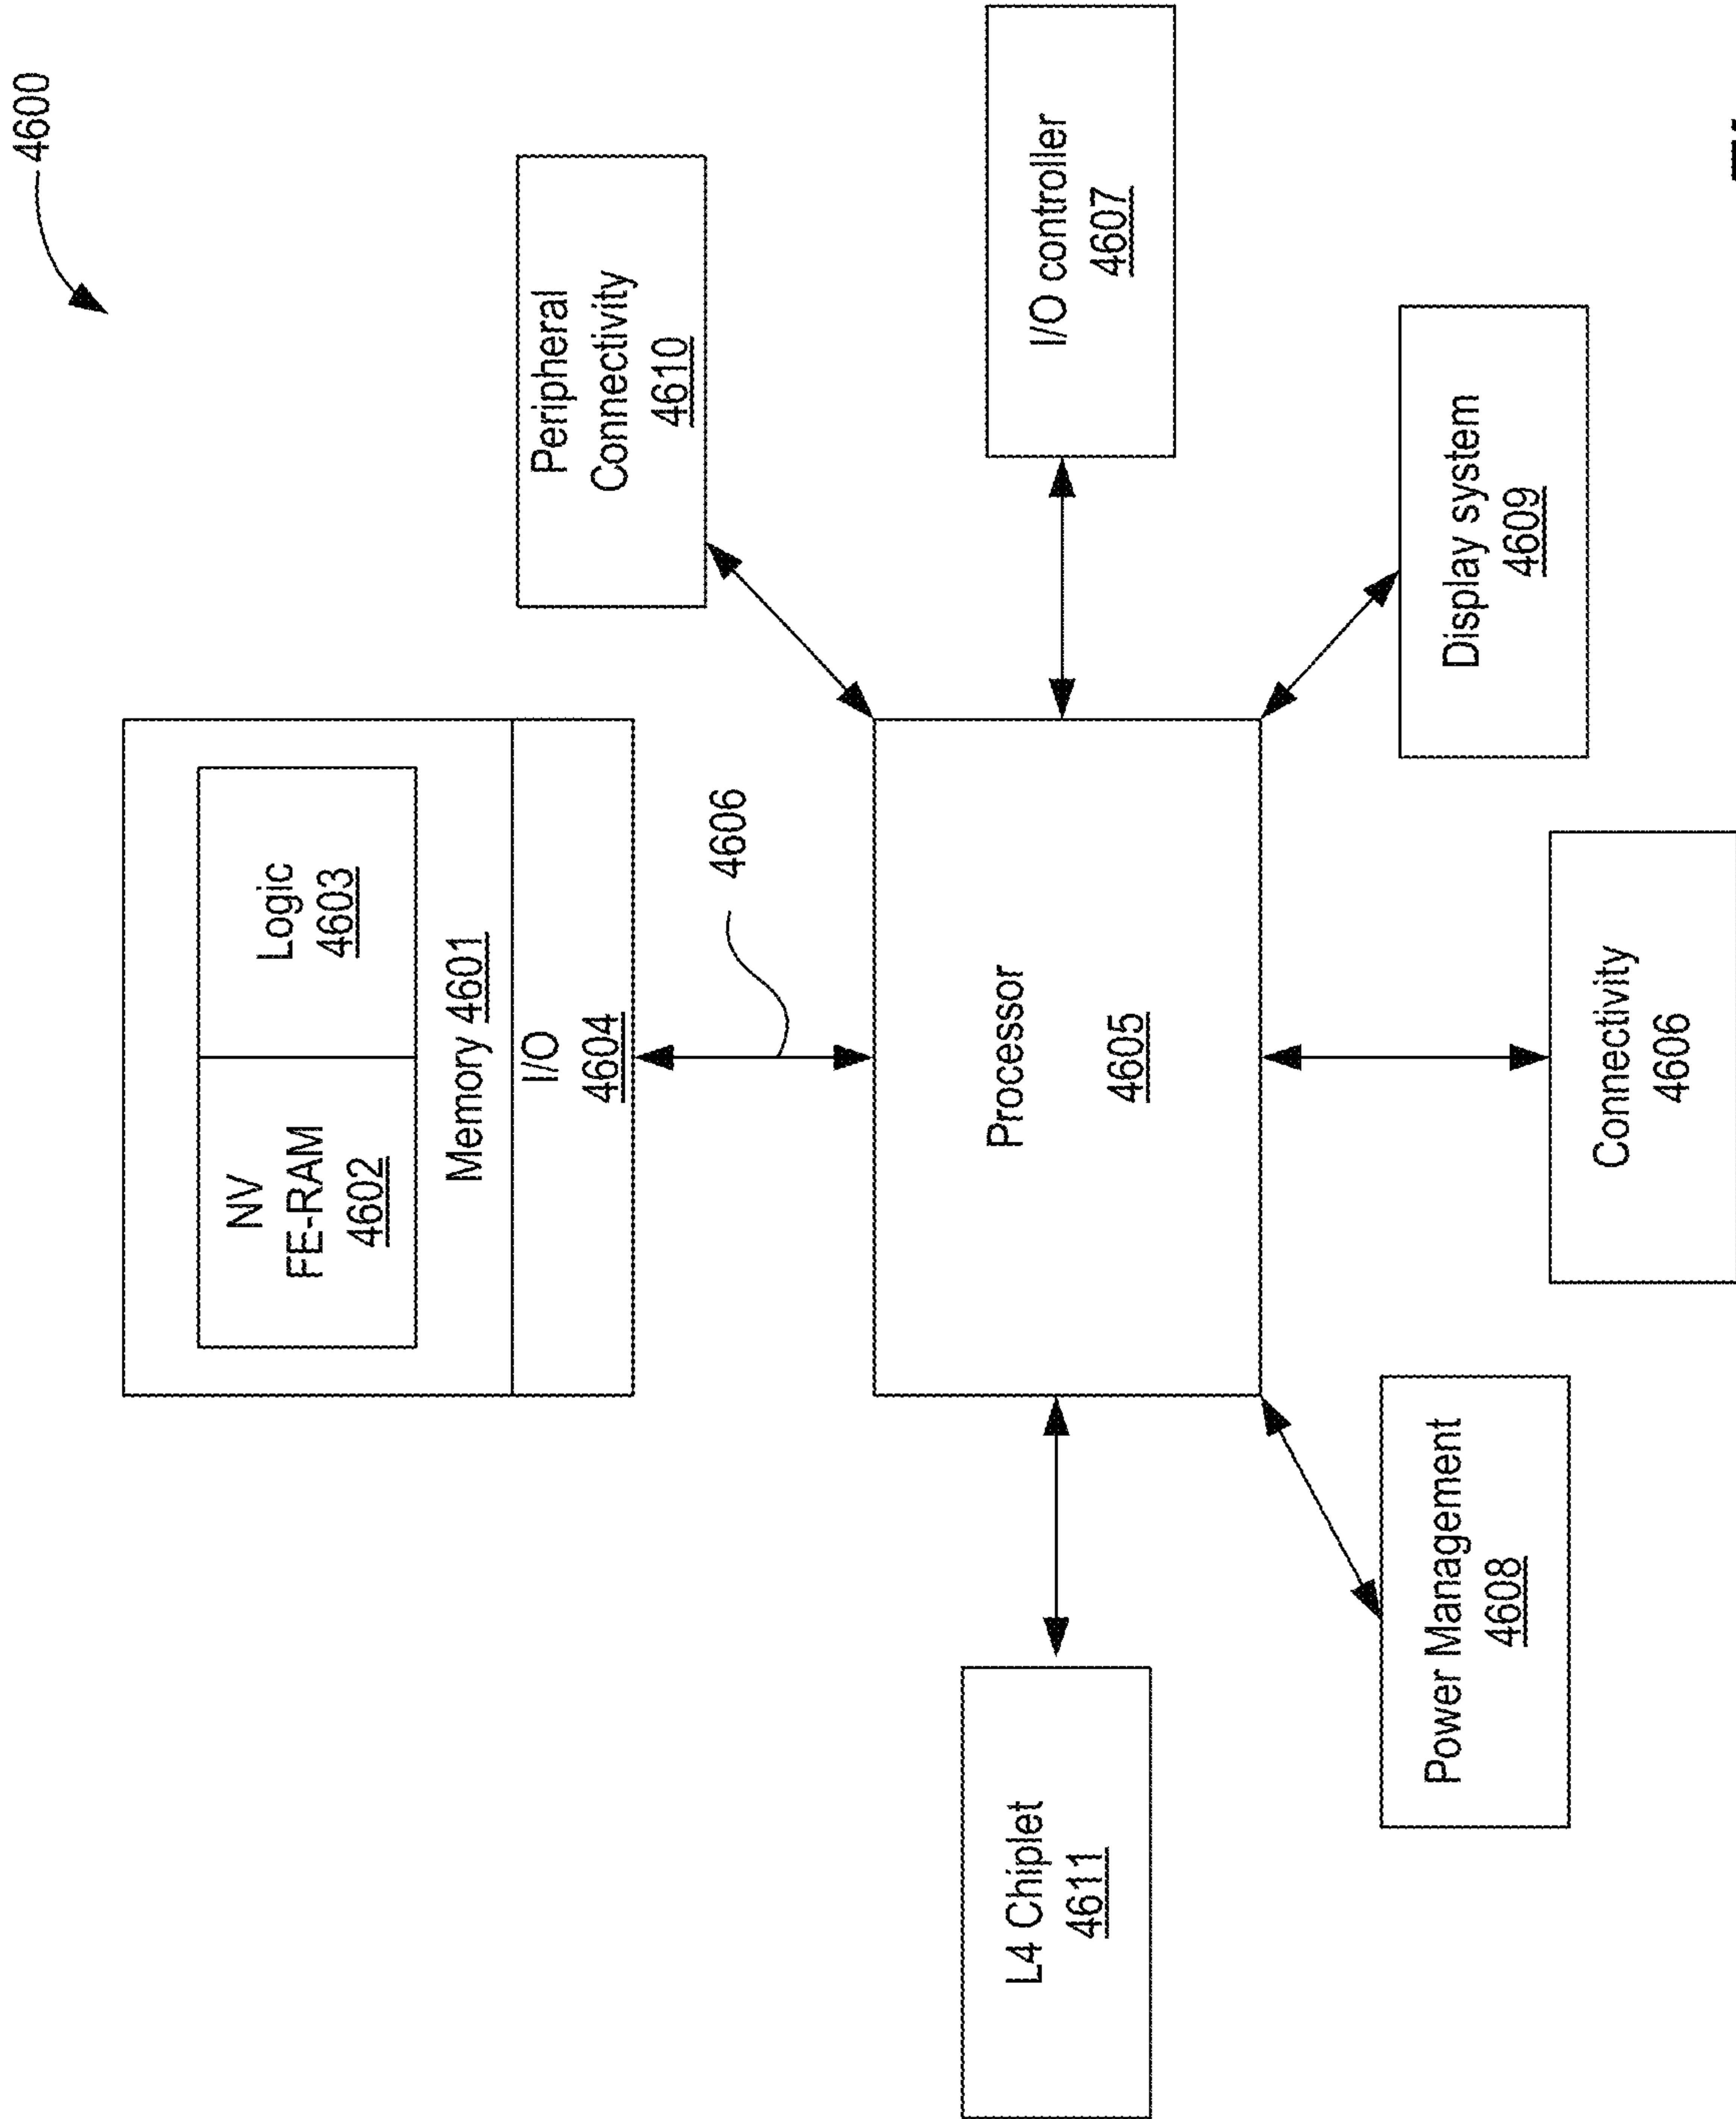 4600
NV
FE-RAM
4602
Logic
4603
Memory 4601
I/O
4604
4606
Peripheral
Connectivity
4610
L4 Chiplet
4611
Processor
4605
I/O controller
4607
Power Management
4608
Connectivity
4606
Display system
4609